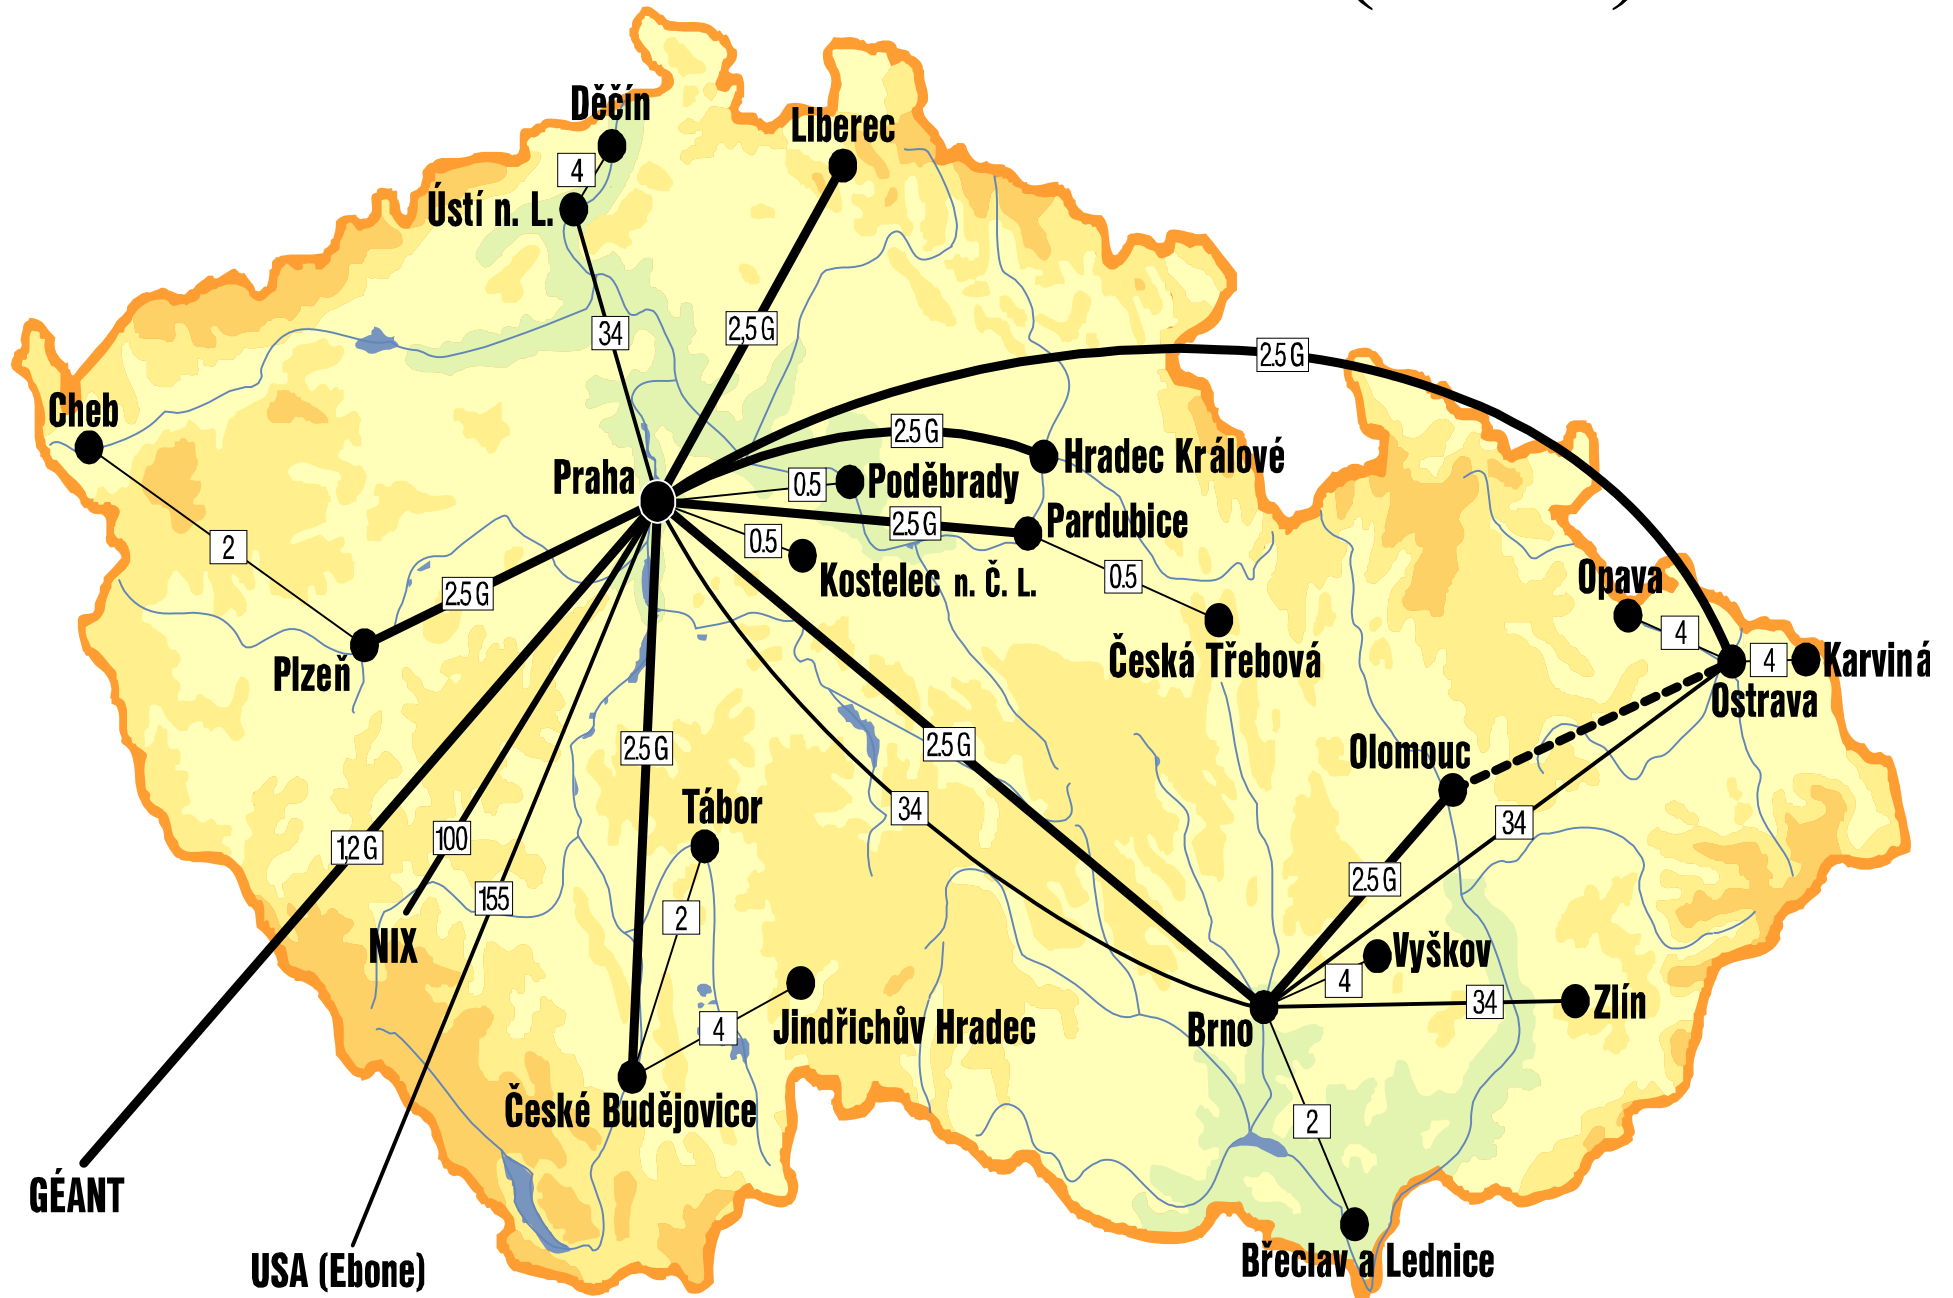 (
)
Děčín
Liberec
4
Ústí n. L.
34
2,5 G
2.5 G
Cheb
2.5 G
Hradec Králové
Praha
0.5
Poděbrady
2.5 G
Pardubice
2
0.5
Kostelec n. Č. L.
0.5
Opava
2.5 G
4
4
Karviná
Plzeň
Česká Třebová
Ostrava
2.5 G
2.5 G
Olomouc
Tábor
34
34
1.2 G
100
2.5 G
155
2
NIX
Vyškov
4
34
Zlín
4
Jindřichův Hradec
Brno
České Budějovice
2
GÉANT
USA (Ebone)
Břeclav a Lednice